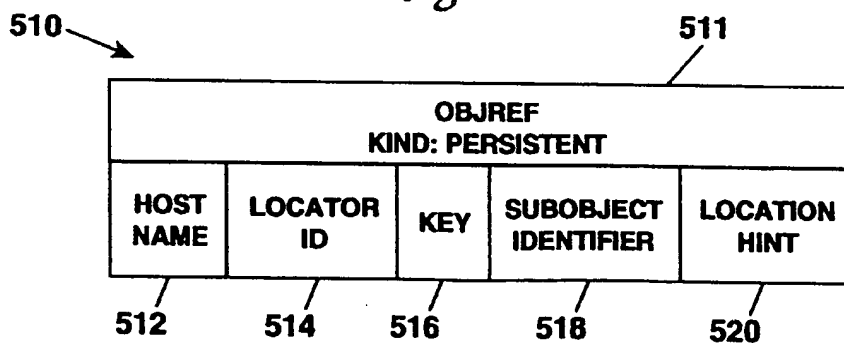 510
511
OBJREF
KIND: PERSISTENT
HOST NAME
LOCATOR ID
KEY
SUBOBJECT IDENTIFIER
LOCATION HINT
512
514
516
518
520